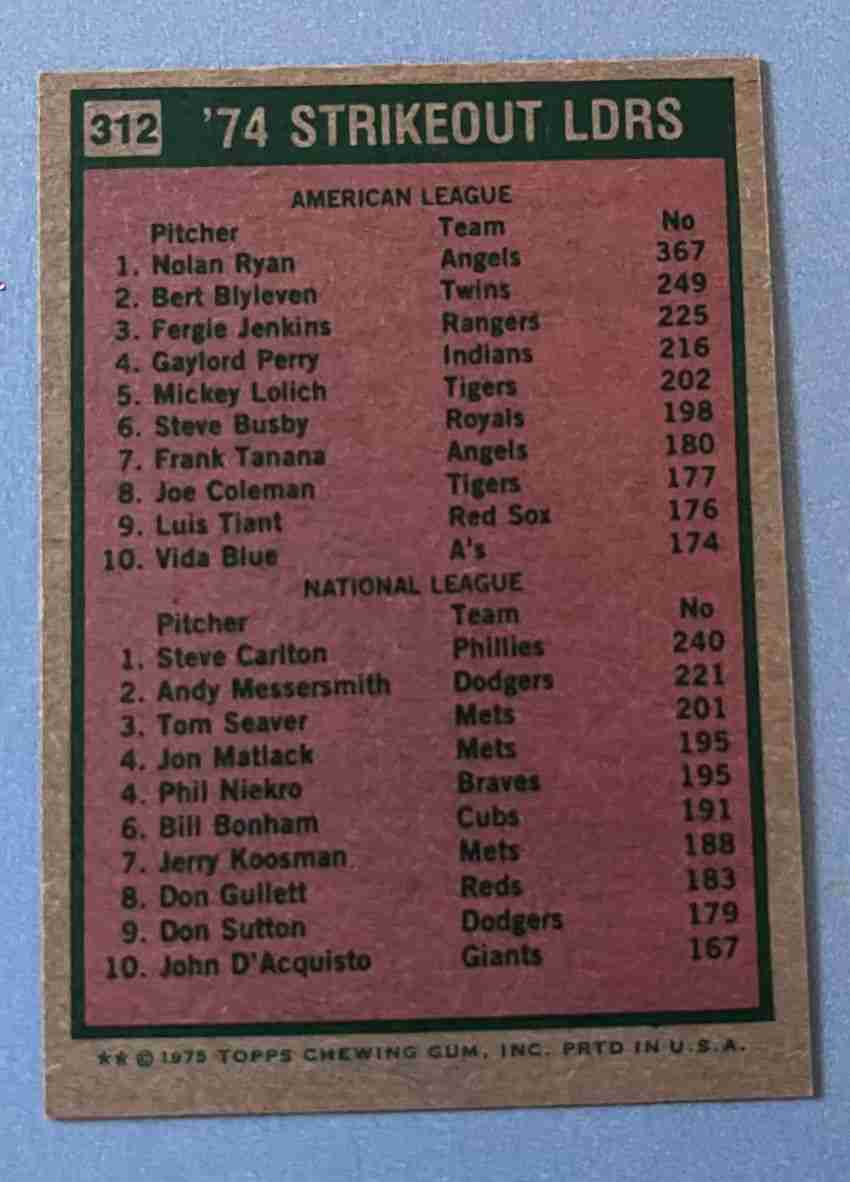 312 '74 STRIKEOUT LDRS
AMERICAN LEAGUE
Pitcher Team No
1. Nolan Ryan Angels 367
2. Bert Blyleven Twins 249
3. Fergie Jenkins Rangers 225
4. Gaylord Perry Indians 216
5. Mickey Lolich Tigers 202
6. Steve Busby Royals 198
7. Frank Tanana Angels 180
8. Joe Coleman Tigers 177
9. Luis Tiant Red Sox 176
10. Vida Blue A's 174
NATIONAL LEAGUE
Pitcher Team No
1. Steve Carlton Phillies 240
2. Andy Messersmith Dodgers 221
3. Tom Seaver Mets 201
4. Jon Matlack Mets 195
4. Phil Niekro Braves 195
6. Bill Bonham Cubs 191
7. Jerry Koosman Mets 188
8. Don Gullett Reds 183
9. Don Sutton Dodgers 179
10. John D'Acquisto Giants 167
★★ © 1975 TOPPS CHEWING GUM, INC. PRTD IN U.S.A.